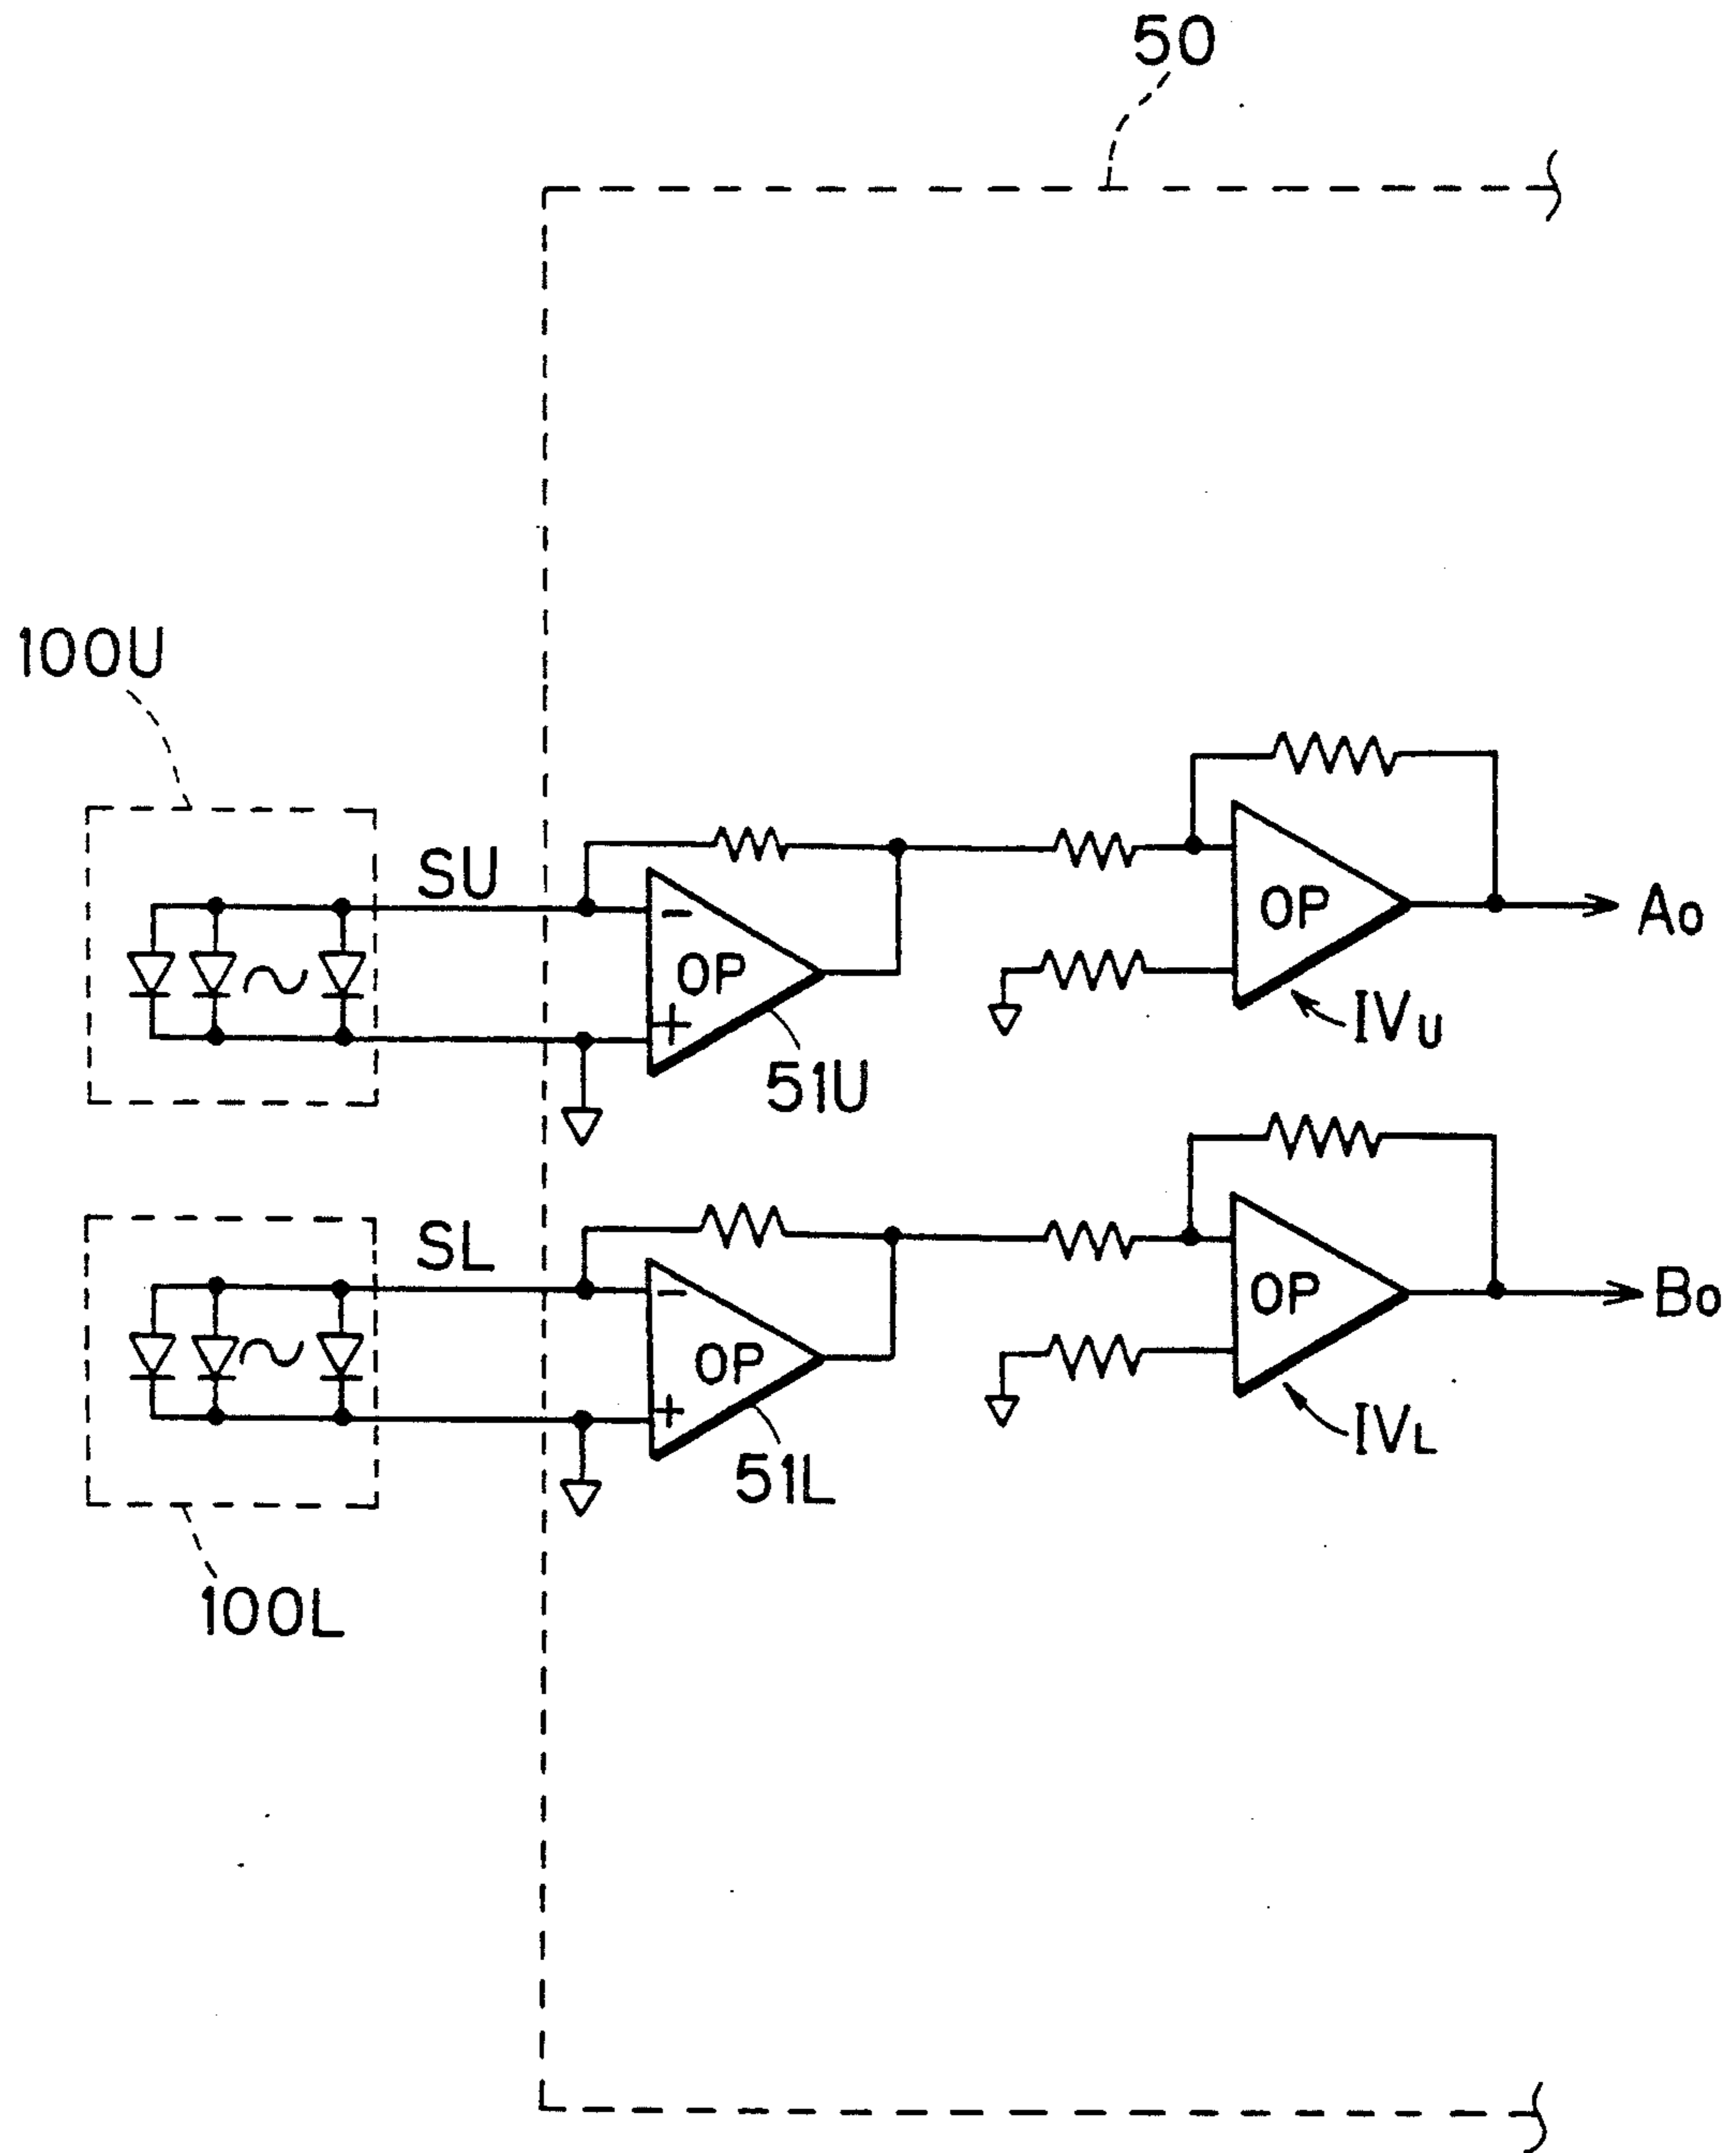 50
100U
SU
- OP +
51U
OP
IVU
Ao
SL
- OP +
51L
OP
IVL
Bo
100L